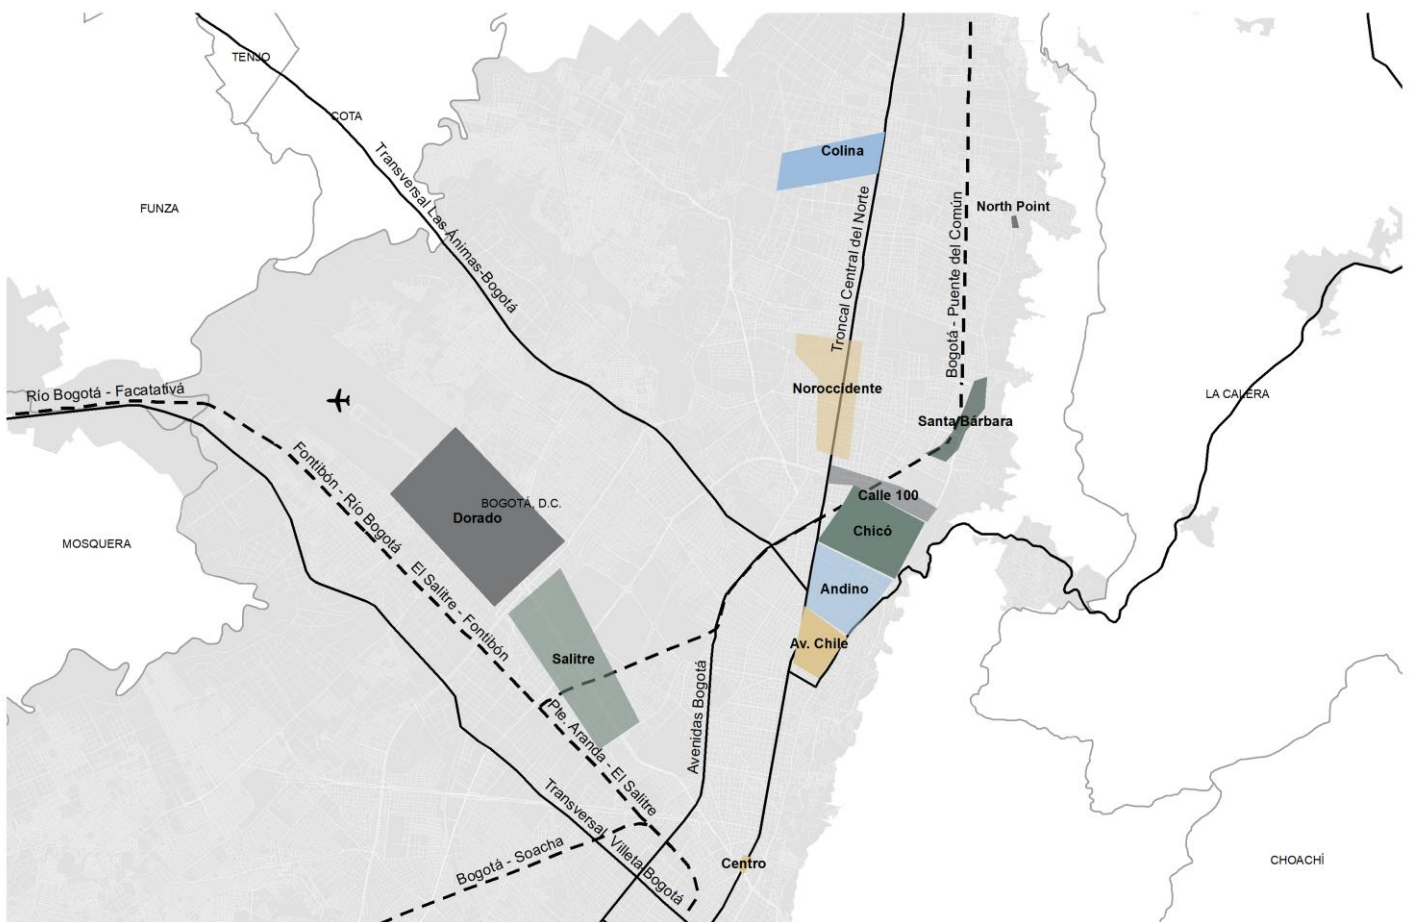 TENJO
COTA
Colina
Transversal Las Ánimas-Bogotá
FUNZA
North Point
Troncal Central del Norte
Bogotá - Puente del Común
Río Bogotá - Facatativá
Noroccidente
LA CALERA
Santa Bárbara
Fontibón - Río Bogotá
Calle 100
BOGOTÁ, D.C.
Dorado
Chicó
MOSQUERA
El Salitre - Fontibón
Andino
Av. Chile
Salitre
Avenidas Bogotá
Pte. Aranda - El Salitre
Transversal Villeta-Bogotá
Bogotá - Soacha
Centro
CHOACHÍ